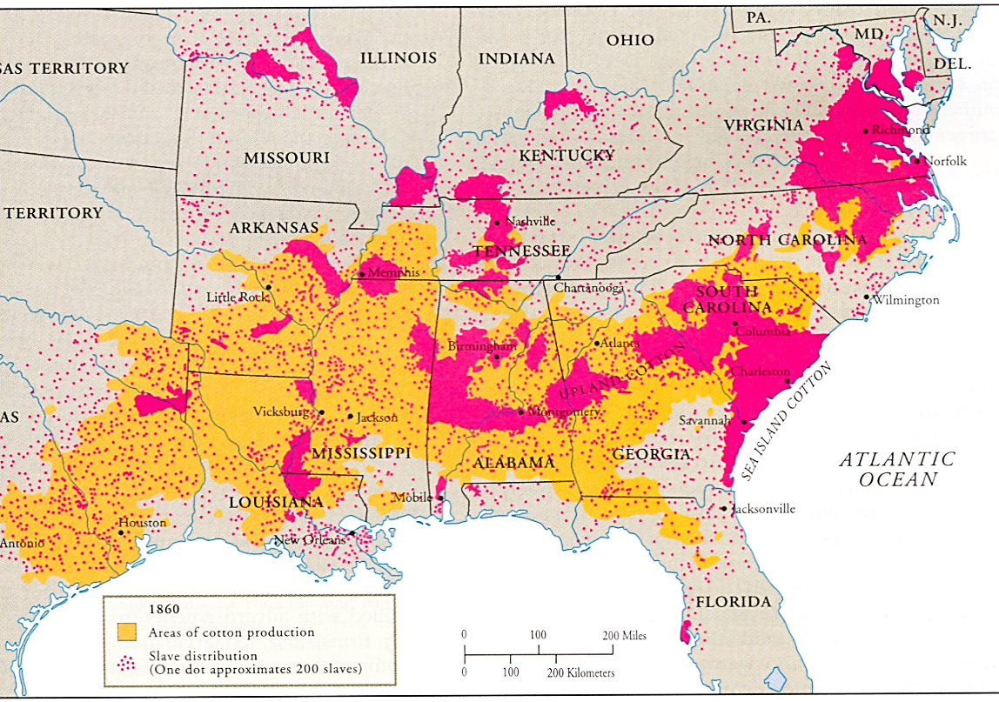 PA.
N.J.
OHIO
MD
SAS TERRITORY
ILLINOIS
INDIANA
DEL.
VIRGINIA
Richmond
MISSOURI
KENTUCKY
Norfolk
TERRITORY
ARKANSAS
Nashville
NORTH CAROLINA
TENNESSEE
Memphis
Chattanooga
Little Rock
SOUTH
CAROLINA
Wilmington
Columbia
Birmingham
Atlanta
UPLAND COTTON
Charleston
AS
Vicksburg
Jackson
Montgomery
Savannah
SEA ISLAND COTTON
MISSISSIPPI
ALABAMA
GEORGIA
ATLANTIC
OCEAN
LOUISIANA
Mobile
Jacksonville
Houston
Antonio
New Orleans
FLORIDA
1860
Areas of cotton production
Slave distribution
(One dot approximates 200 slaves)
0 100 200 Miles
0 100 200 Kilometers